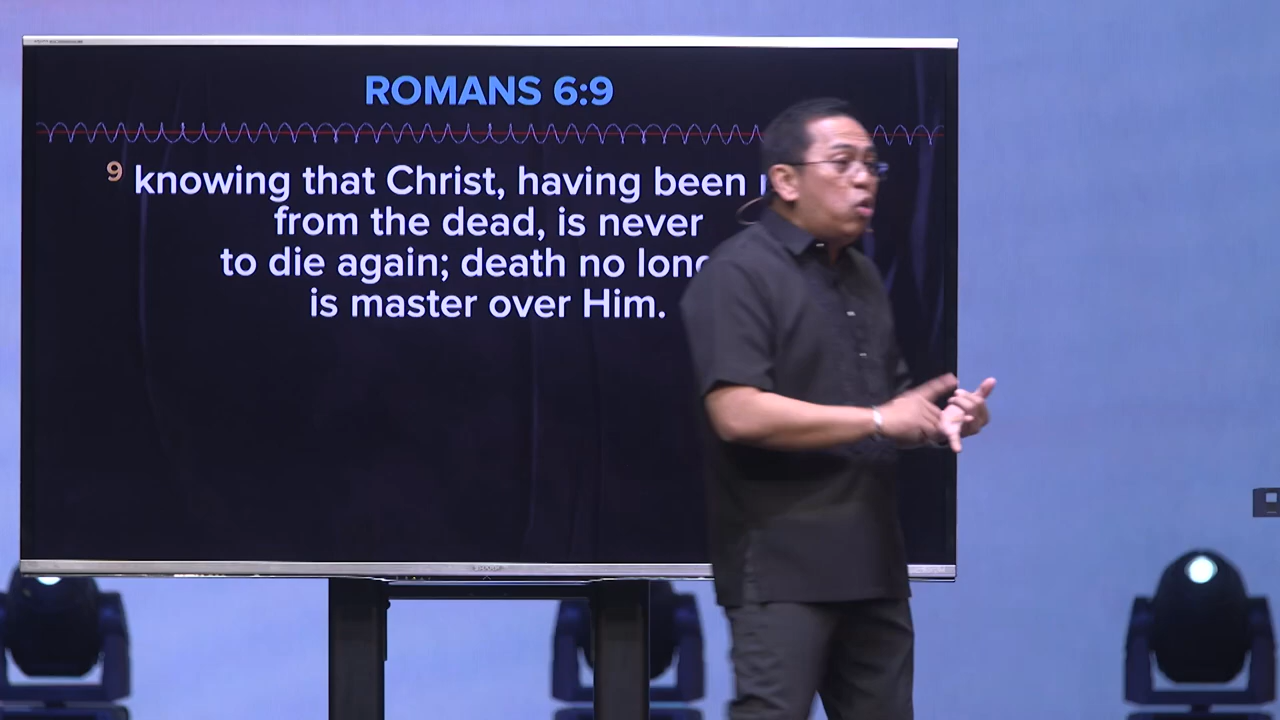 ROMANS 6:9
9 knowing that Christ, having been
from the dead, is never
to die again; death no
is master over Him.